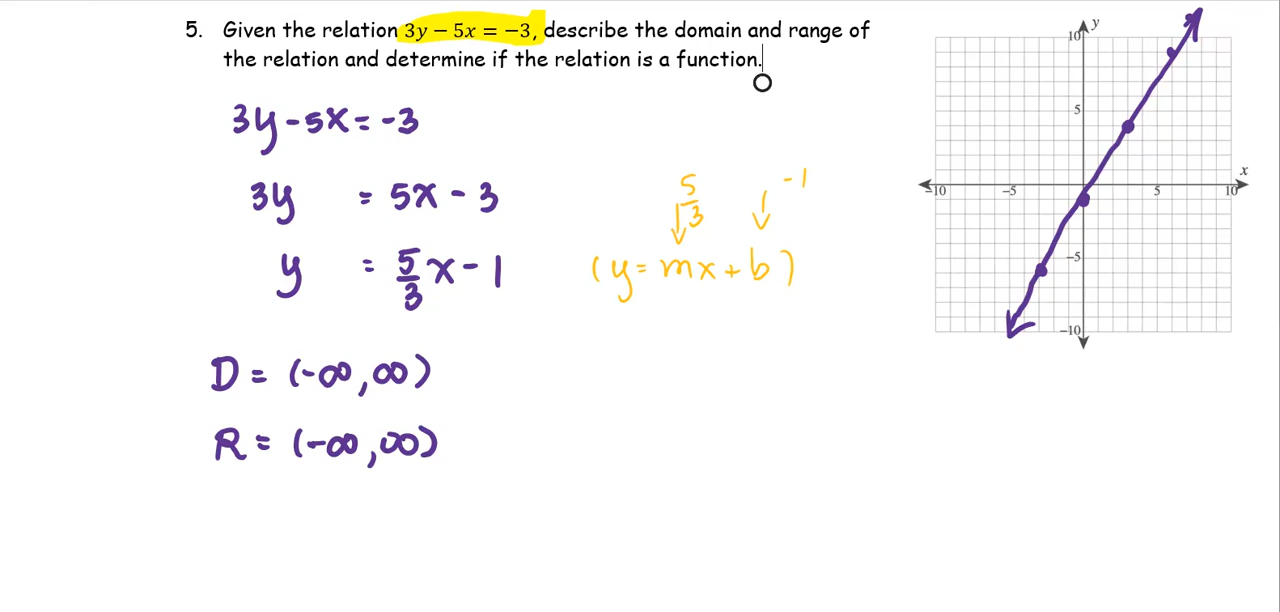 5. Given the relation 3y − 5x = −3, describe the domain and range of
the relation and determine if the relation is a function.
3y - 5x = -3
3y = 5x - 3
y = 5/3 x - 1
5/3 -1
(y = mx + b)
D = (-∞, ∞)
R = (-∞, ∞)
10 y
5
x
−10 −5 5 10
−5
−10